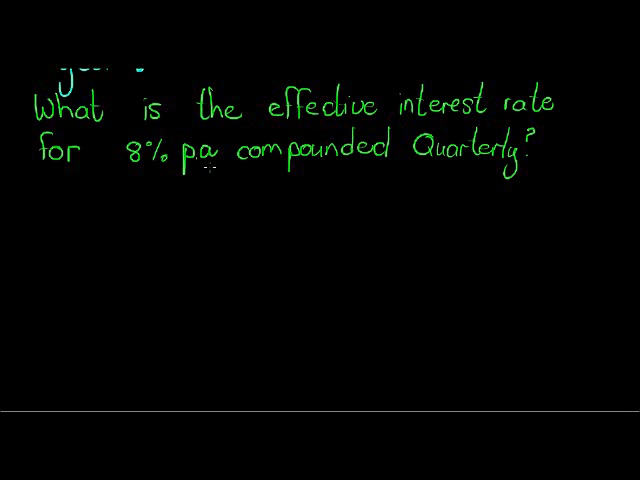 What is the effective interest rate
for 8% p.a compounded Quarterly?